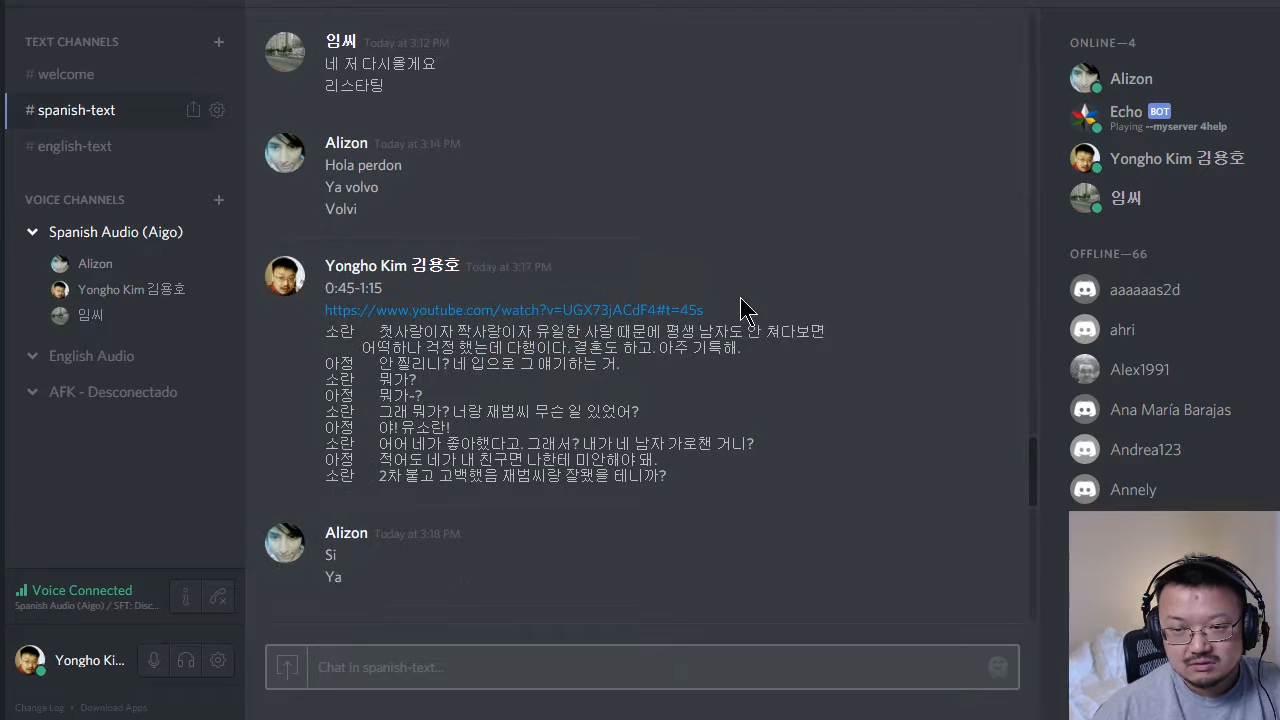 TEXT CHANNELS +
# welcome
# spanish-text
# english-text
VOICE CHANNELS +
Spanish Audio (Aigo)
Alizon
Yongho Kim 김용호
임씨
English Audio
AFK - Desconectado
Voice Connected
Spanish Audio (Aigo) / SFT: Disc...
Yongho Ki...
Change Log • Download Apps
임씨 Today at 3:12 PM
네 저 다시올게요
리스타팅
Alizon Today at 3:14 PM
Hola perdon
Ya volvo
Volvi
Yongho Kim 김용호 Today at 3:17 PM
0:45-1:15
https://www.youtube.com/watch?v=UGX73jACdF4#t=45s
소란 첫사랑이자 짝사랑이자 유일한 사랑 때문에 평생 남자도 안 쳐다보면
어떡하나 걱정 했는데 다행이다. 결혼도 하고. 아주 기특해.
아정 안 찔리니? 네 입으로 그 얘기하는 거.
소란 뭐가?
아정 뭐가-?
소란 그래 뭐가? 너랑 재범씨 무슨 일 있었어?
아정 야! 유소란!
소란 어어 네가 좋아했다고. 그래서? 내가 네 남자 가로챈 거니?
아정 적어도 네가 내 친구면 나한테 미안해야 돼.
소란 2차 붙고 고백했음 재범씨랑 잘됐을 테니까?
Alizon Today at 3:18 PM
Si
Ya
Chat in spanish-text...
ONLINE—4
Alizon
Echo BOT
Playing --myserver 4help
Yongho Kim 김용호
임씨
OFFLINE—66
aaaaaas2d
ahri
Alex1991
Ana María Barajas
Andrea123
Annely